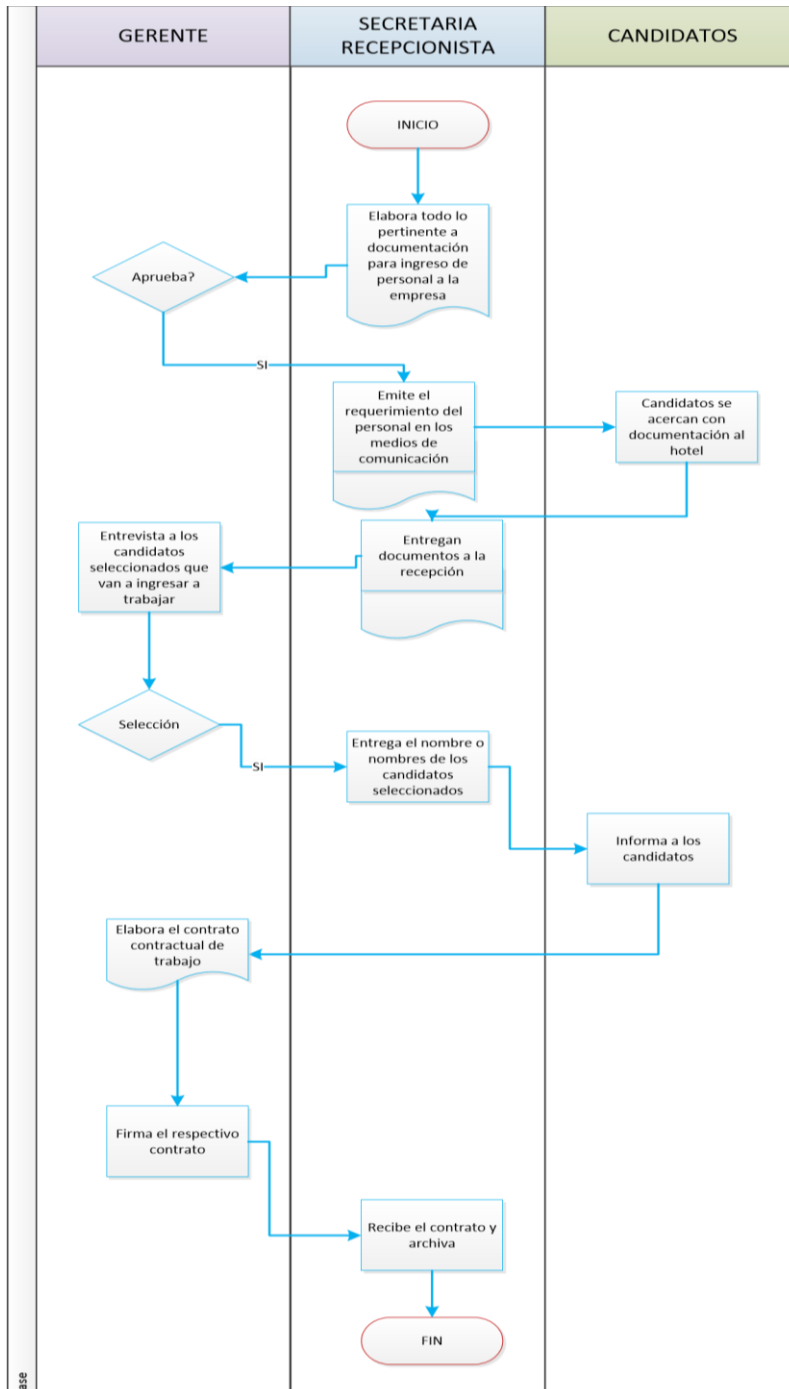 GERENTE
SECRETARIA
RECEPCIONISTA
CANDIDATOS
INICIO
Elabora todo lo
pertinente a
documentación
para ingreso de
personal a la
empresa
Aprueba?
SI
Emite el
requerimiento del
personal en los
medios de
comunicación
Candidatos se
acercan con
documentación al
hotel
Entregan
documentos a la
recepción
Entrevista a los
candidatos
seleccionados que
van a ingresar a
trabajar
Selección
SI
Entrega el nombre o
nombres de los
candidatos
seleccionados
Informa a los
candidatos
Elabora el contrato
contractual de
trabajo
Firma el respectivo
contrato
Recibe el contrato y
archiva
FIN
ase